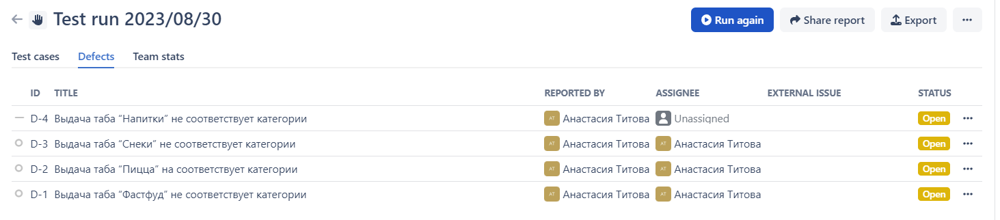 Test run 2023/08/30
Run again Share report Export
Test cases Defects Team stats
ID TITLE REPORTED BY ASSIGNEE EXTERNAL ISSUE STATUS
D-4 Выдача таба “Напитки” не соответствует категории AT Анастасия Титова Unassigned Open
D-3 Выдача таба “Снеки” не соответствует категории AT Анастасия Титова AT Анастасия Титова Open
D-2 Выдача таба “Пицца” на соответствует категории AT Анастасия Титова AT Анастасия Титова Open
D-1 Выдача таба “Фастфуд” не соответствует категории AT Анастасия Титова AT Анастасия Титова Open